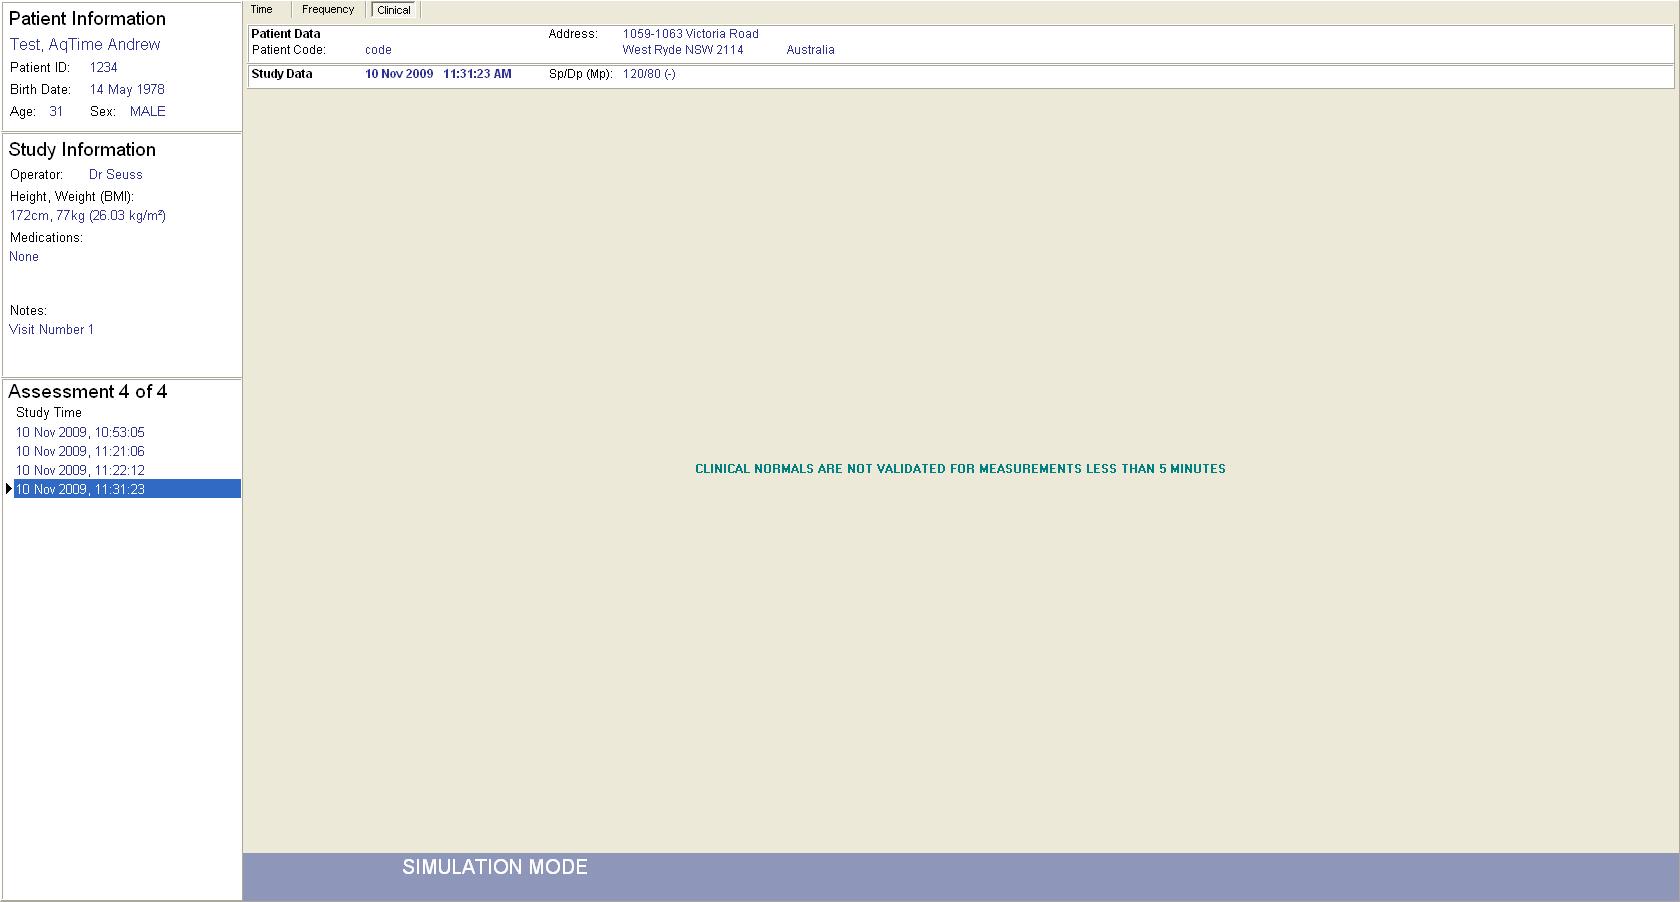 Patient Information
Test, AqTime Andrew
Patient ID: 1234
Birth Date: 14 May 1978
Age: 31 Sex: MALE
Study Information
Operator: Dr Seuss
Height, Weight (BMI):
172cm, 77kg (26.03 kg/m²)
Medications:
None
Notes:
Visit Number 1
Assessment 4 of 4
Study Time
10 Nov 2009, 10:53:05
10 Nov 2009, 11:21:06
10 Nov 2009, 11:22:12
10 Nov 2009, 11:31:23
Time Frequency Clinical
Patient Data Address: 1059-1063 Victoria Road
Patient Code: code West Ryde NSW 2114 Australia
Study Data 10 Nov 2009 11:31:23 AM Sp/Dp (Mp): 120/80 (-)
CLINICAL NORMALS ARE NOT VALIDATED FOR MEASUREMENTS LESS THAN 5 MINUTES
SIMULATION MODE